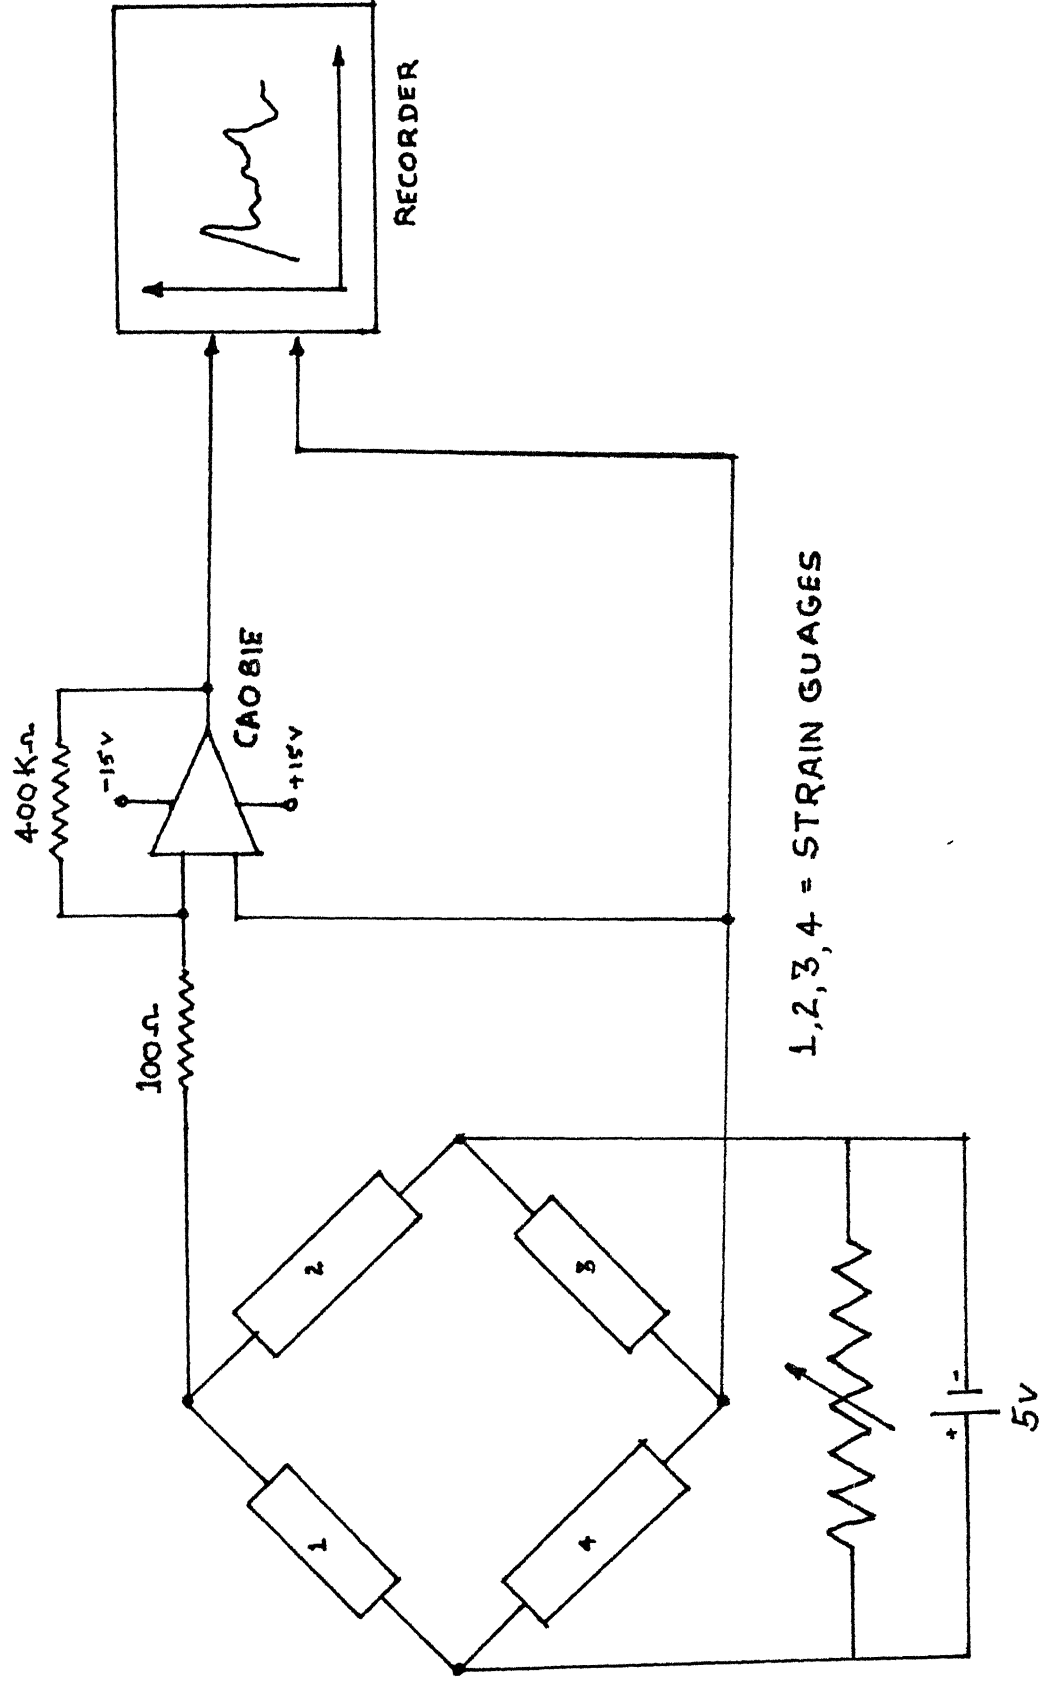 400KΩ
-15V
100Ω
CA081E
+15V
RECORDER
1
2
3
4
1,2,3,4 = STRAIN GUAGES
+ -
5V